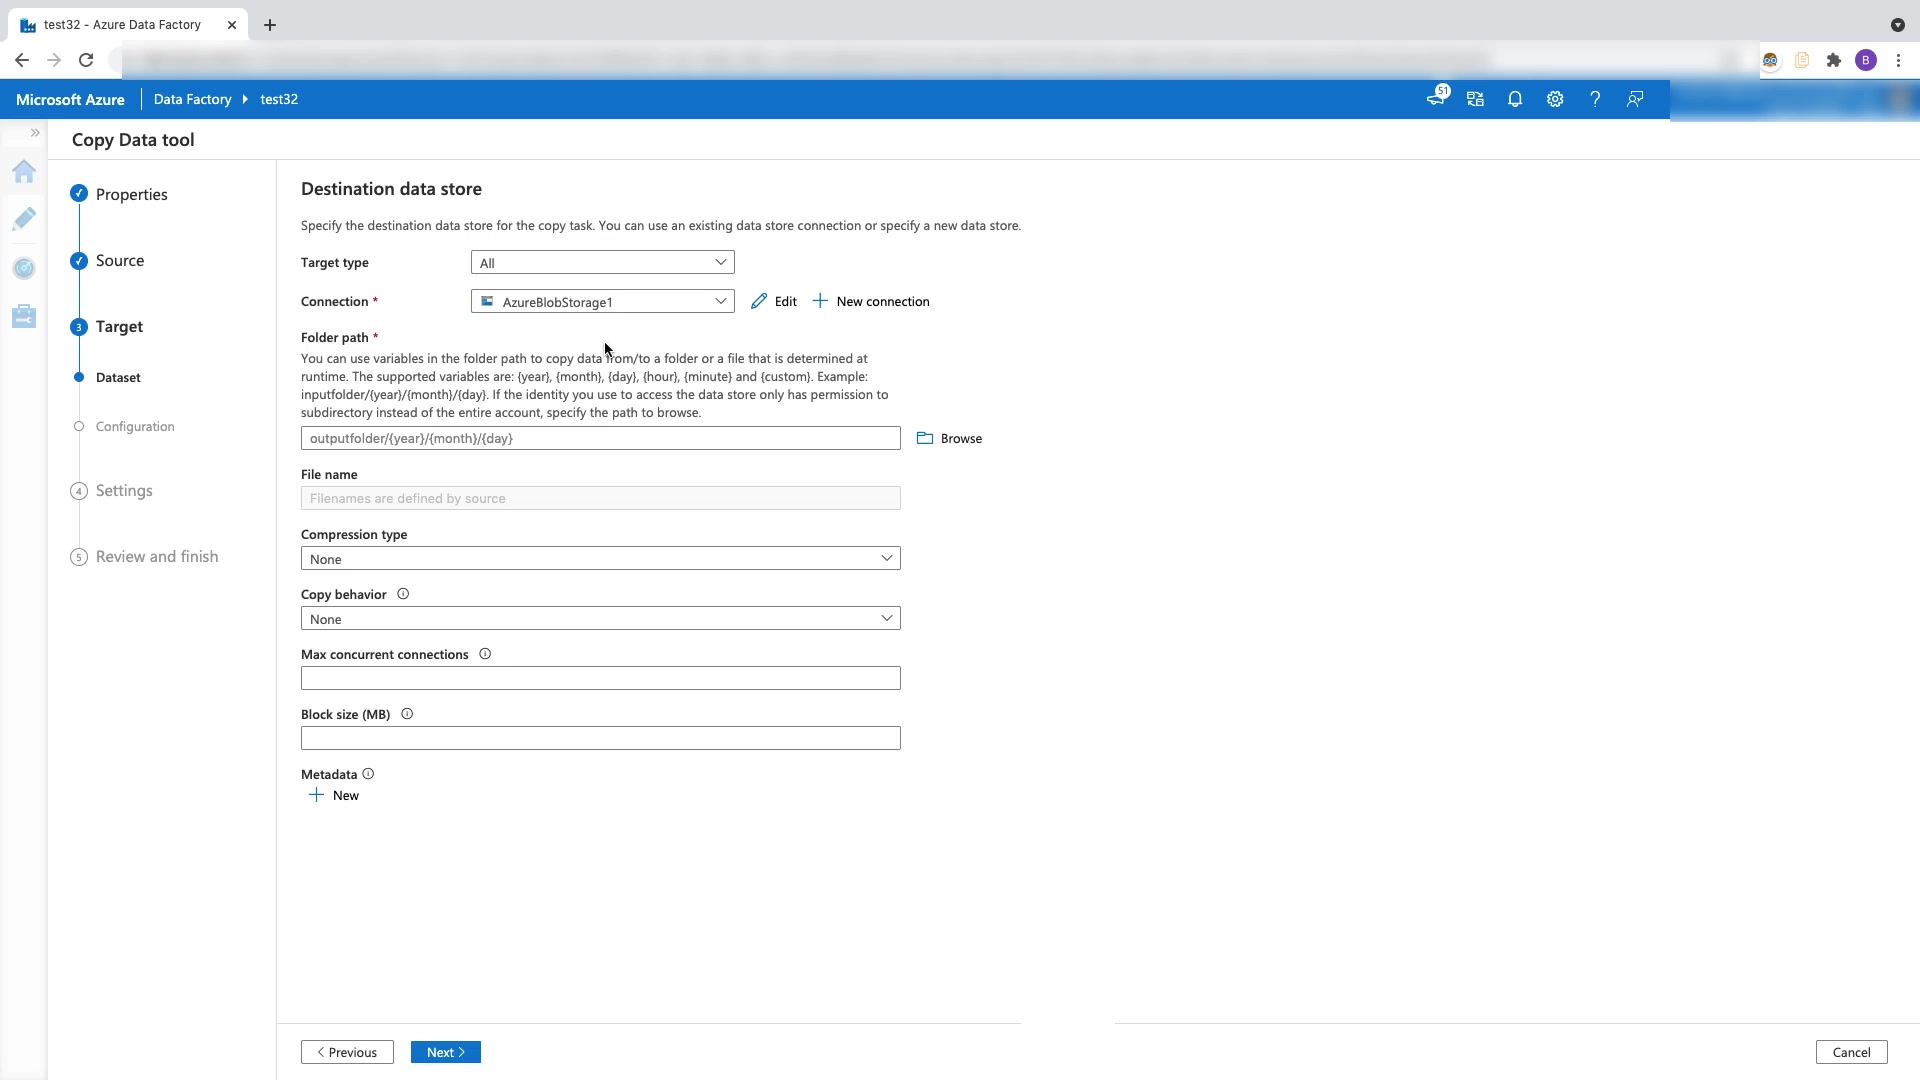 test32 - Azure Data Factory
B
Microsoft Azure
Data Factory
test32
51
Copy Data tool
Properties
Source
3 Target
Dataset
Configuration
4 Settings
5 Review and finish
Destination data store
Specify the destination data store for the copy task. You can use an existing data store connection or specify a new data store.
Target type
All
Connection *
AzureBlobStorage1
Edit
New connection
Folder path *
You can use variables in the folder path to copy data from/to a folder or a file that is determined at
runtime. The supported variables are: {year}, {month}, {day}, {hour}, {minute} and {custom}. Example:
inputfolder/{year}/{month}/{day}. If the identity you use to access the data store only has permission to
subdirectory instead of the entire account, specify the path to browse.
outputfolder/{year}/{month}/{day}
Browse
File name
Filenames are defined by source
Compression type
None
Copy behavior
None
Max concurrent connections
Block size (MB)
Metadata
New
< Previous
Next >
Cancel